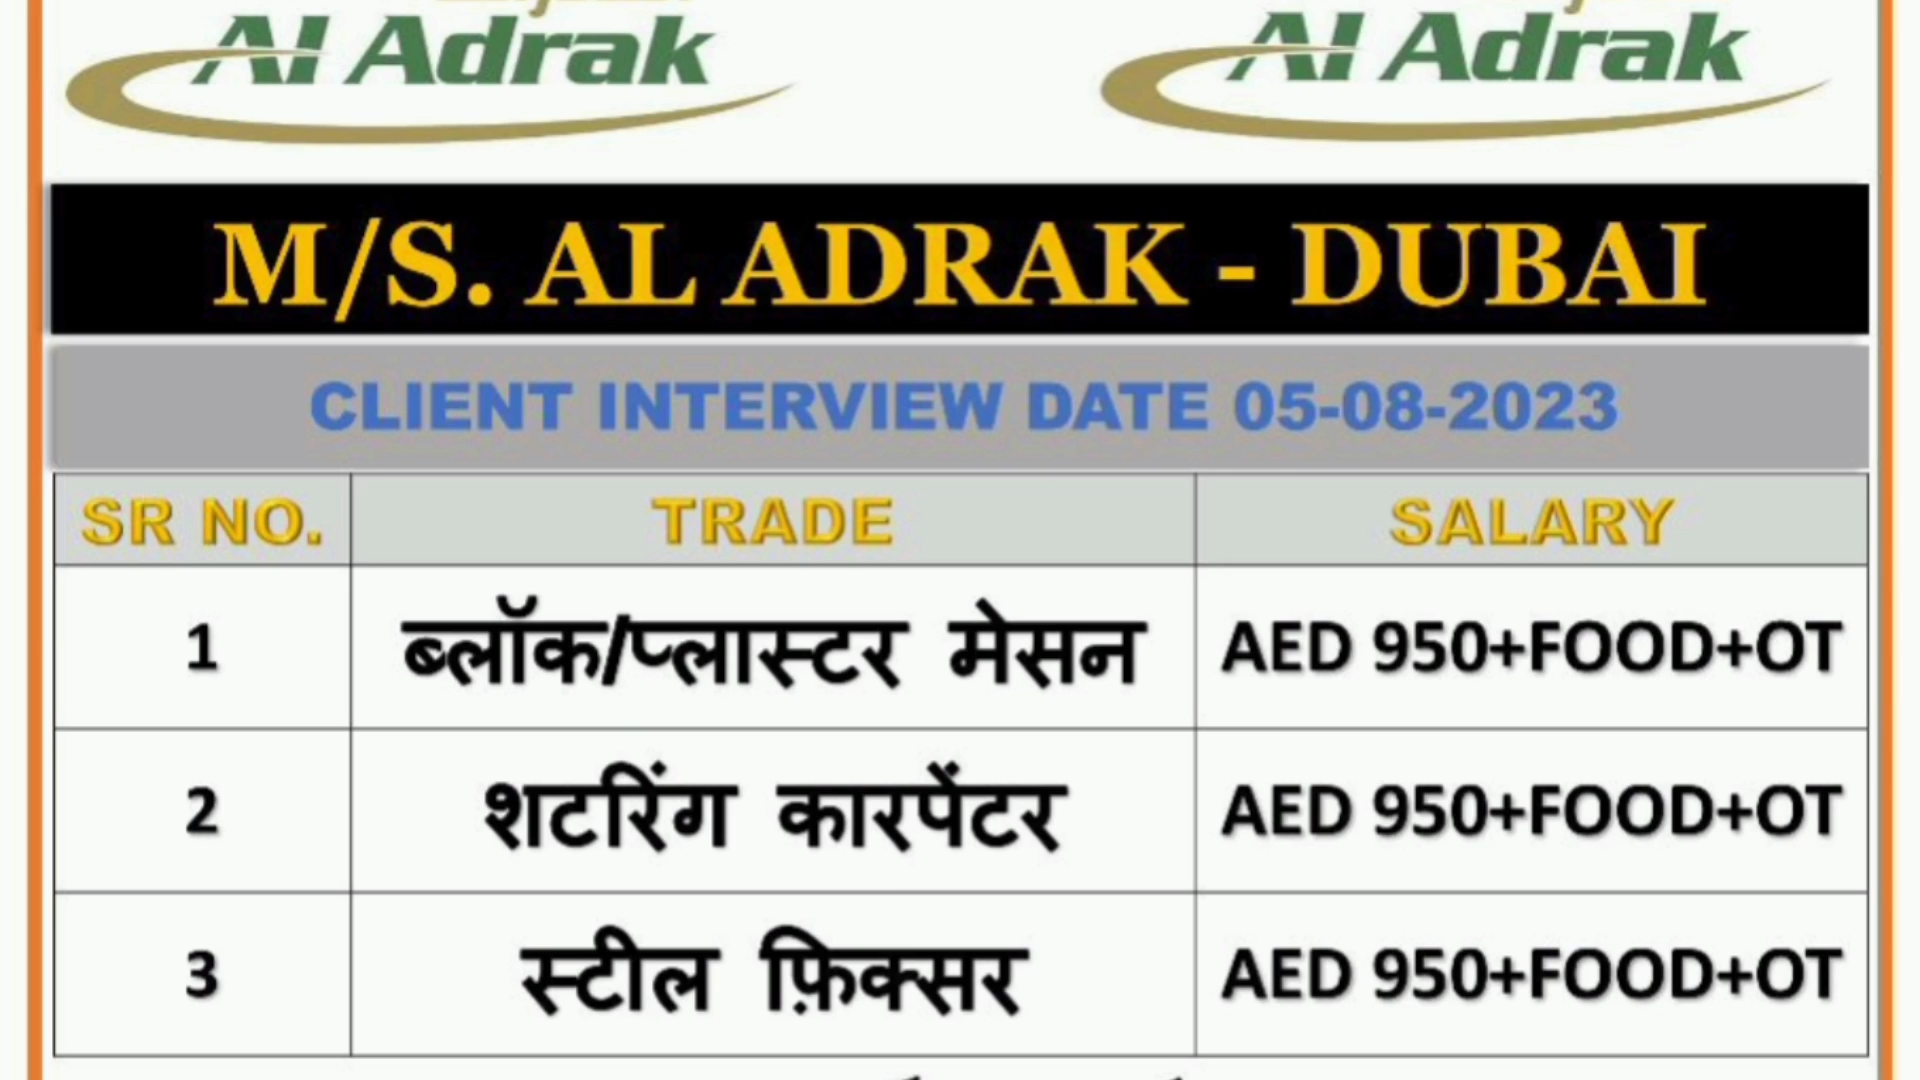 Al Adrak
Al Adrak
M/S. AL ADRAK - DUBAI
CLIENT INTERVIEW DATE 05-08-2023
SR NO. TRADE SALARY
1 ब्लॉक/प्लास्टर मेसन AED 950+FOOD+OT
2 शटरिंग कारपेंटर AED 950+FOOD+OT
3 स्टील फ़िक्सर AED 950+FOOD+OT